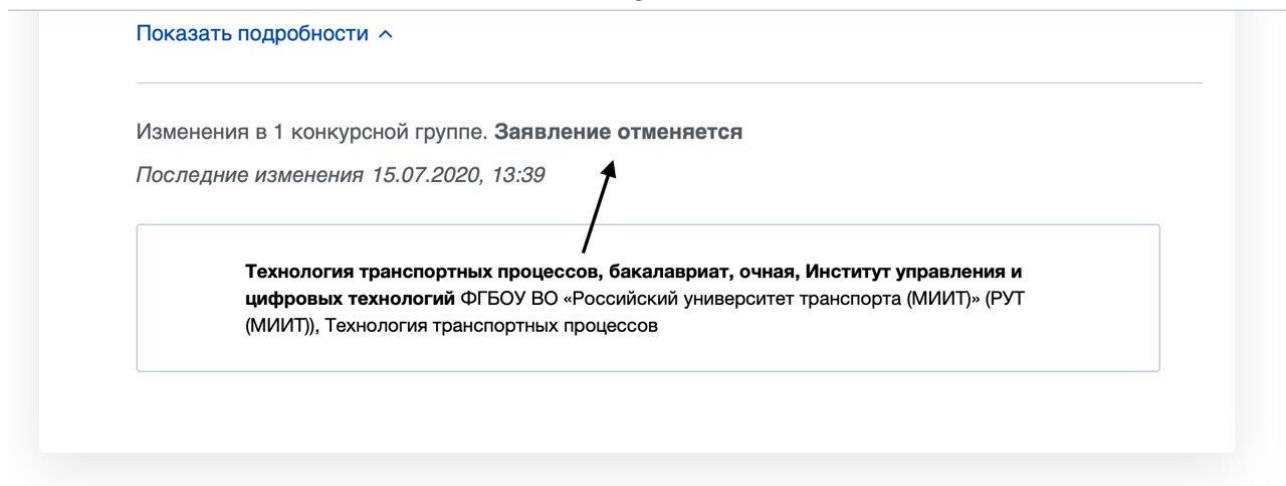 Показать подробности
Изменения в 1 конкурсной группе. Заявление отменяется
Последние изменения 15.07.2020, 13:39
Технология транспортных процессов, бакалавриат, очная, Институт управления и
цифровых технологий ФГБОУ ВО «Российский университет транспорта (МИИТ)» (РУТ
(МИИТ)), Технология транспортных процессов